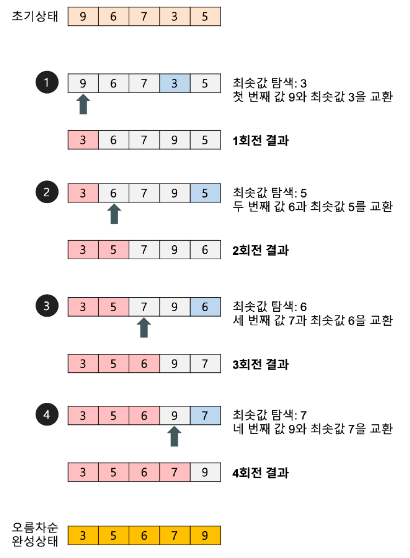 초기상태 9 6 7 3 5
1 9 6 7 3 5 최솟값 탐색: 3
첫 번째 값 9와 최솟값 3을 교환
3 6 7 9 5 1회전 결과
2 3 6 7 9 5 최솟값 탐색: 5
두 번째 값 6과 최솟값 5를 교환
3 5 7 9 6 2회전 결과
3 3 5 7 9 6 최솟값 탐색: 6
세 번째 값 7과 최솟값 6을 교환
3 5 6 9 7 3회전 결과
4 3 5 6 9 7 최솟값 탐색: 7
네 번째 값 9와 최솟값 7을 교환
3 5 6 7 9 4회전 결과
오름차순
완성상태 3 5 6 7 9